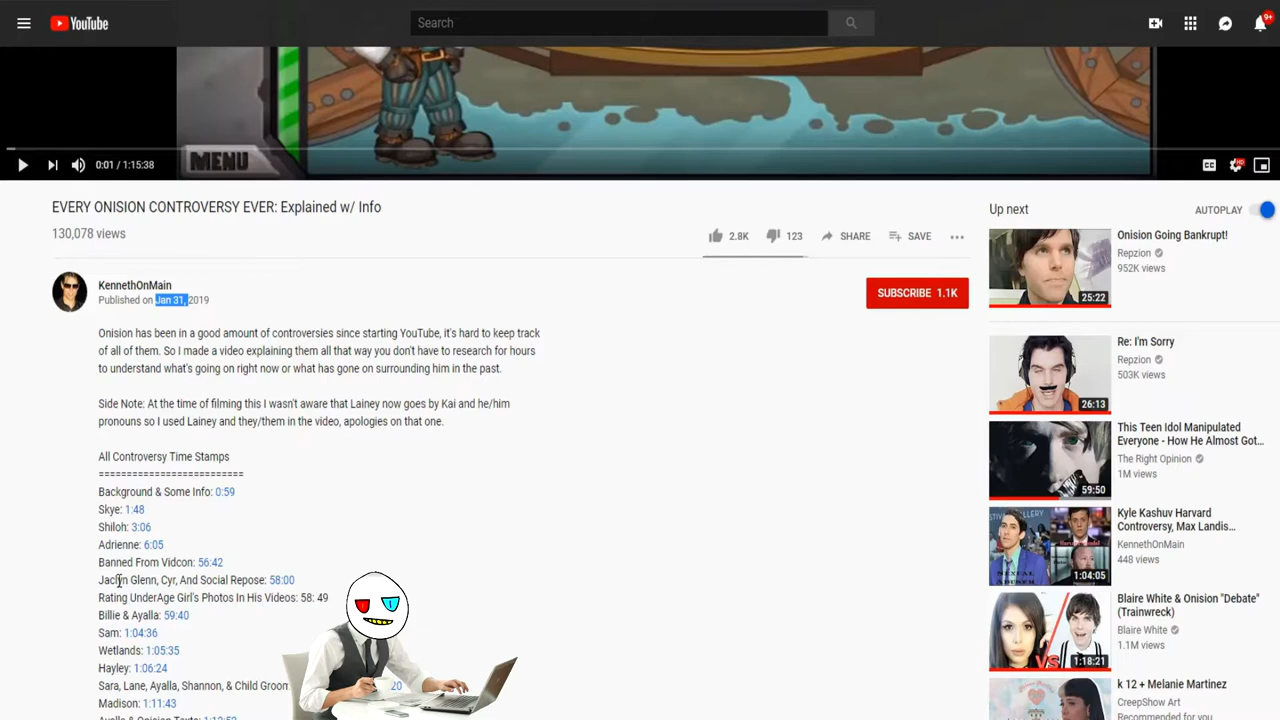 YouTube
Search
9+
MENU
0:01 / 1:15:38
CC
HD
EVERY ONISION CONTROVERSY EVER: Explained w/ Info
130,078 views
2.8K
123
SHARE
SAVE
KennethOnMain
Published on Jan 31, 2019
SUBSCRIBE 1.1K
Onision has been in a good amount of controversies since starting YouTube, it's hard to keep track
of all of them. So I made a video explaining them all that way you don't have to research for hours
to understand what's going on right now or what has gone on surrounding him in the past.
Side Note: At the time of filming this I wasn't aware that Lainey now goes by Kai and he/him
pronouns so I used Lainey and they/them in the video, apologies on that one.
All Controversy Time Stamps
==========================
Background & Some Info: 0:59
Skye: 1:48
Shiloh: 3:06
Adrienne: 6:05
Banned From Vidcon: 56:42
Jaclyn Glenn, Cyr, And Social Repose: 58:00
Rating UnderAge Girl's Photos In His Videos: 58: 49
Billie & Ayalla: 59:40
Sam: 1:04:36
Wetlands: 1:05:35
Hayley: 1:06:24
Sara, Lane, Ayalla, Shannon, & Child Groom
20
Madison: 1:11:43
Ayalla & Onision Texts: 1:12:52
Up next
AUTOPLAY
Onision Going Bankrupt!
Repzion
952K views
25:22
Re: I'm Sorry
Repzion
503K views
26:13
This Teen Idol Manipulated
Everyone - How He Almost Got...
The Right Opinion
1M views
59:50
Kyle Kashuv Harvard
Controversy, Max Landis...
KennethOnMain
448 views
1:04:05
Blaire White & Onision "Debate"
(Trainwreck)
Blaire White
1.1M views
VS
1:18:21
k 12 + Melanie Martinez
CreepShow Art
Recommended for you